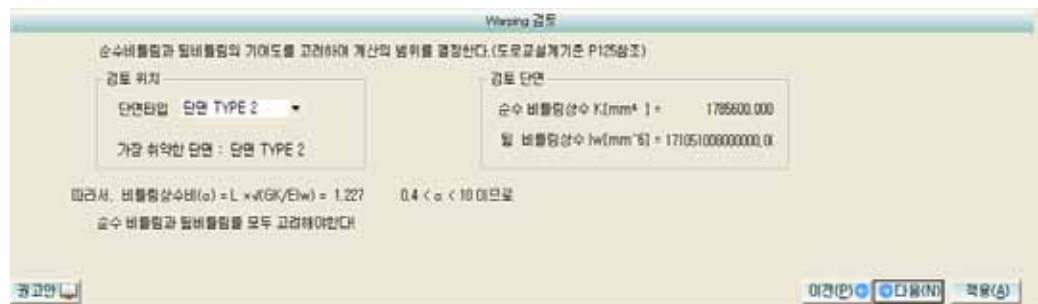 Warping 검토
순수비틀림과 뒴비틀림의 기여도를 고려하여 계산의 범위를 결정한다.(도로교설계기준 P125참조)
검토 위치
단면타입 단면 TYPE 2
가장 취약한 단면 : 단면 TYPE 2
검토 단면
순수 비틀림상수 K[mm⁴ ] = 1785600.000
뒴 비틀림상수 Iw[mm^6] = 171051008000000.0(
따라서, 비틀림상수비(α) = L ×√(GK/EIw) = 1.227 0.4 < α < 10 이므로
순수 비틀림과 뒴비틀림를 모두 고려해야한다!
권고안 이전(P) 다음(N) 적용(A)